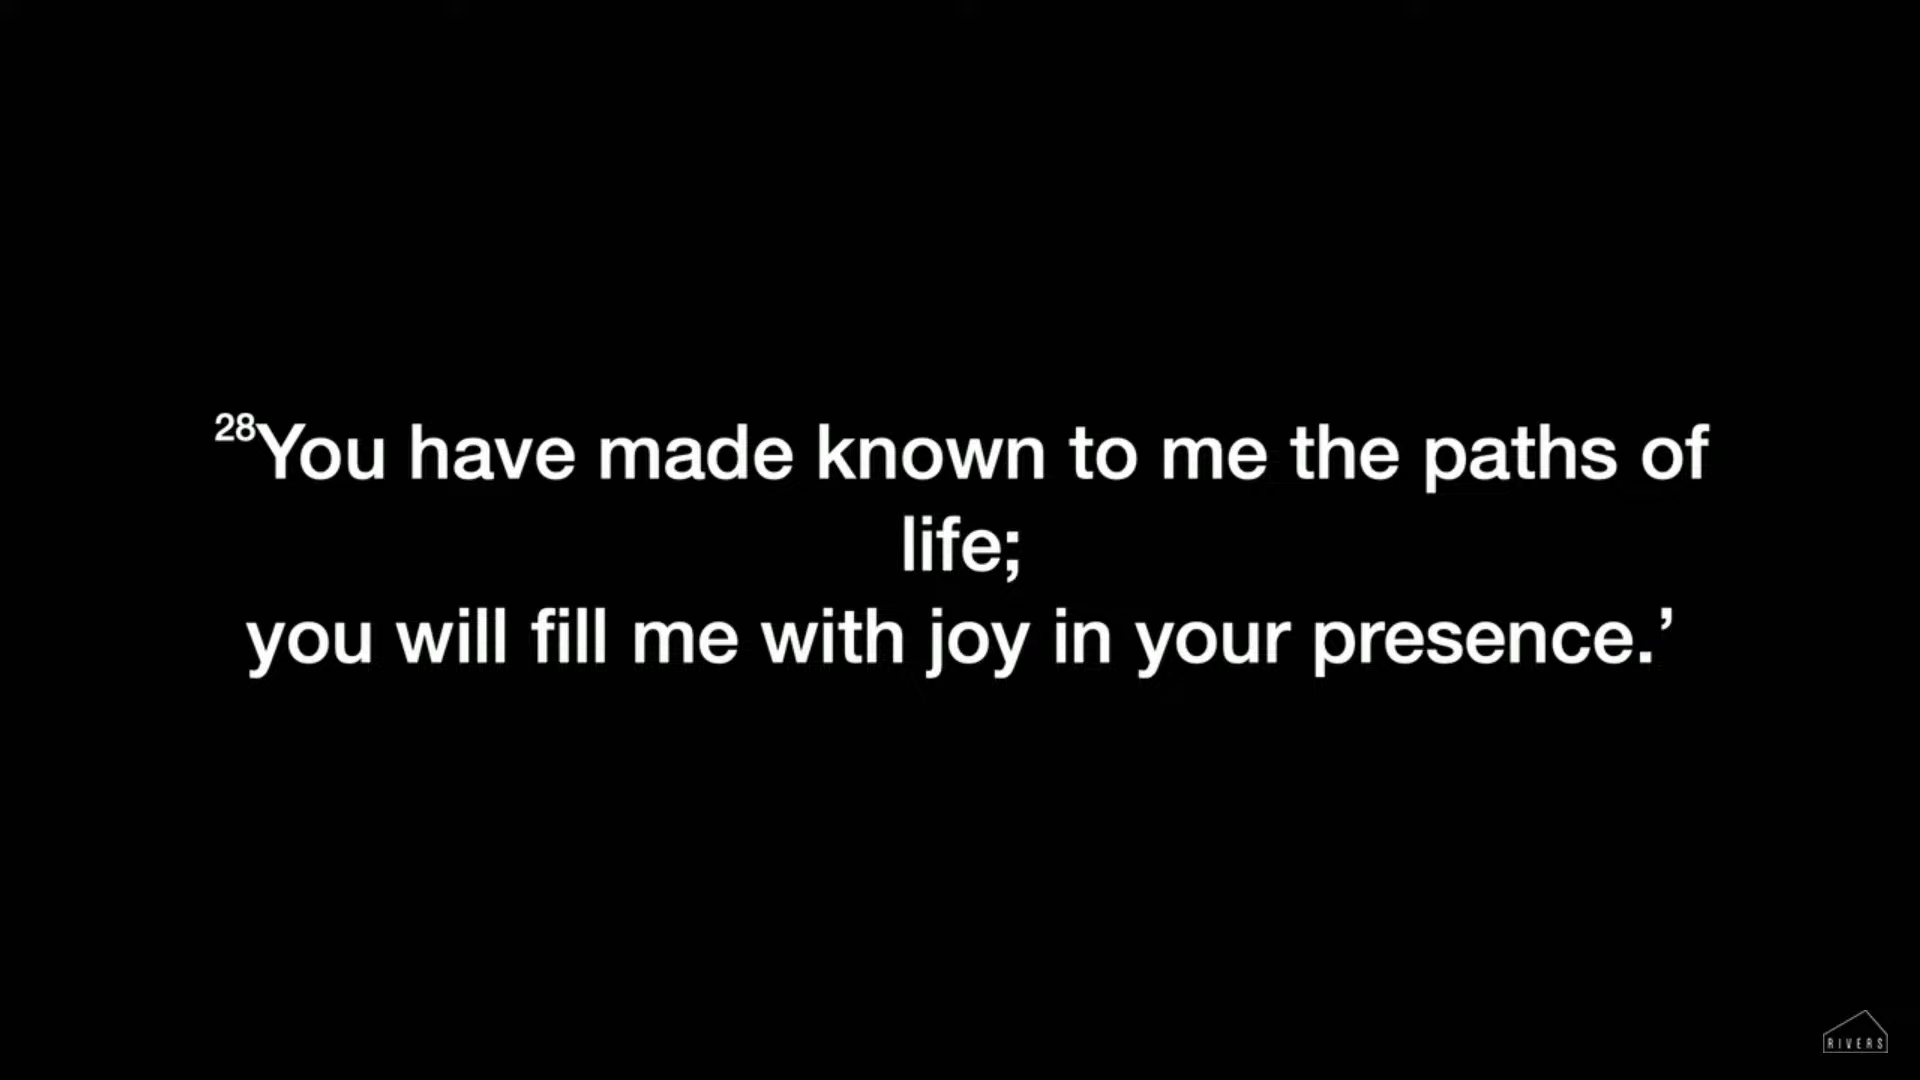 28You have made known to me the paths of
life;
you will fill me with joy in your presence.’
RIVERS